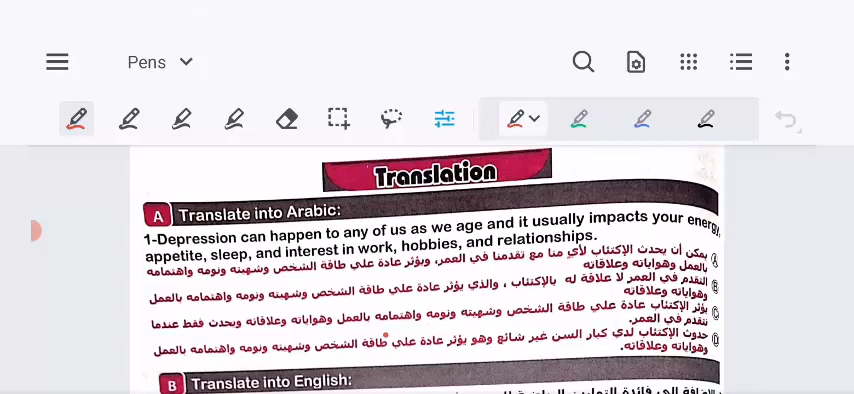 Pens
Translation
A Translate into Arabic:
1-Depression can happen to any of us as we age and it usually impacts your energy,
appetite, sleep, and interest in work, hobbies, and relationships.
A يمكن أن يحدث الإكتئاب لأي منا مع تقدمنا في العمر، ويؤثر عادة علي طاقة الشخص وشهيته ونومه واهتمامه
بالعمل وهواياته وعلاقاته
B التقدم في العمر لا علاقة له بالإكتئاب ، والذي يؤثر عادة علي طاقة الشخص وشهيته ونومه واهتمامه بالعمل
وهواياته وعلاقاته
C يؤثر الإكتئاب عادة علي طاقة الشخص وشهيته ونومه واهتمامه بالعمل وهواياته وعلاقاته ويحدث فقط عندما
نتقدم في العمر.
D حدوث الإكتئاب لدي كبار السن غير شائع وهو يؤثر عادة علي طاقة الشخص وشهيته ونومه واهتمامه بالعمل
وهواياته وعلاقاته.
B Translate into English: